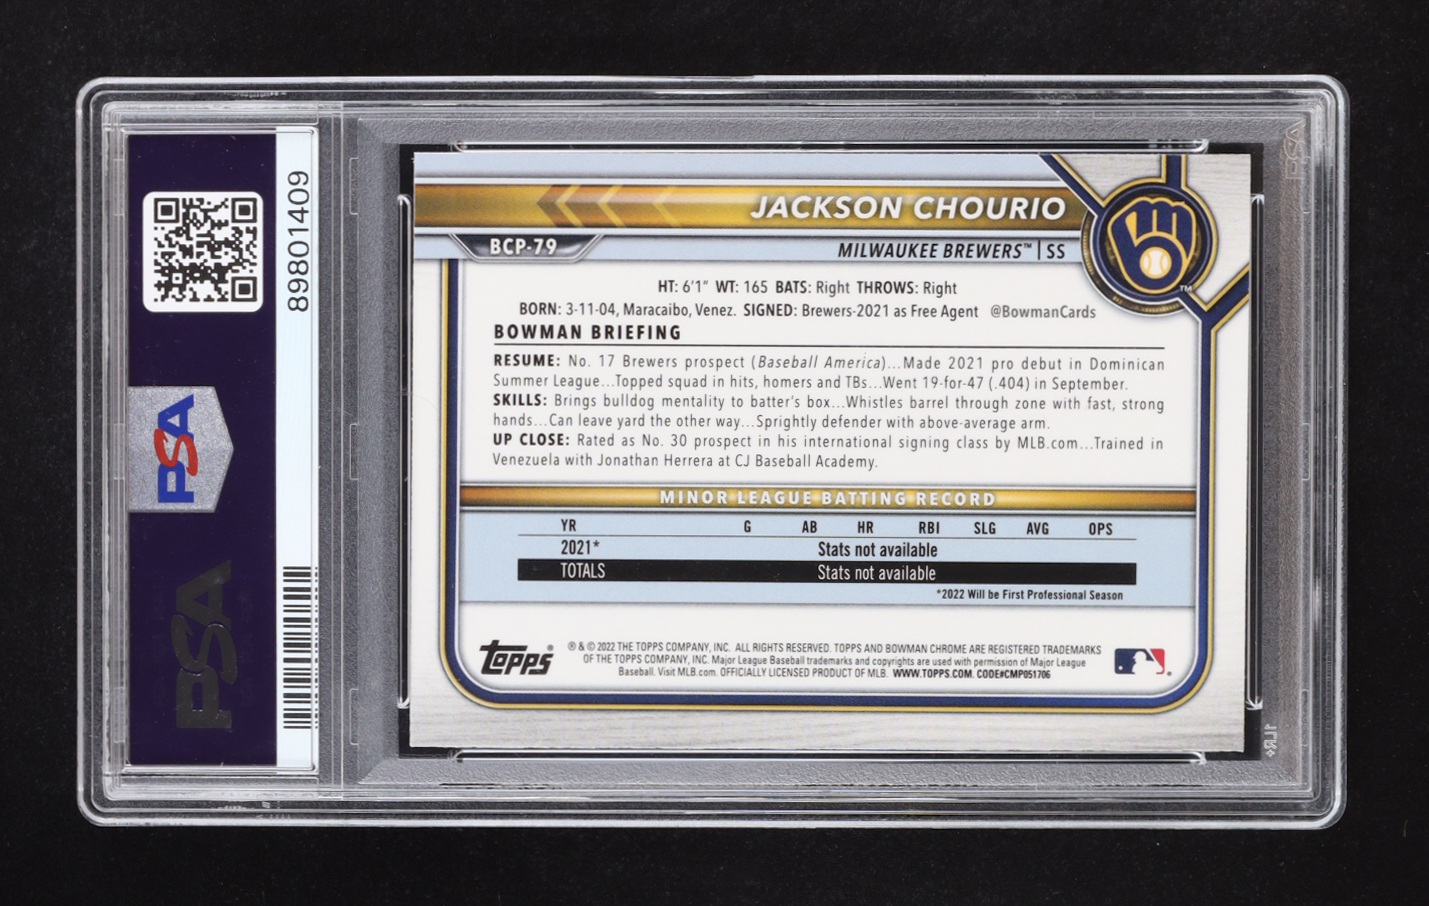 89801409
PSA
PSA
JACKSON CHOURIO
BCP-79
MILWAUKEE BREWERS™ | SS
HT: 6'1" WT: 165 BATS: Right THROWS: Right
BORN: 3-11-04, Maracaibo, Venez. SIGNED: Brewers-2021 as Free Agent @BowmanCards
BOWMAN BRIEFING
RESUME: No. 17 Brewers prospect (Baseball America)...Made 2021 pro debut in Dominican
Summer League...Topped squad in hits, homers and TBs...Went 19-for-47 (.404) in September.
SKILLS: Brings bulldog mentality to batter's box...Whistles barrel through zone with fast, strong
hands...Can leave yard the other way...Sprightly defender with above-average arm.
UP CLOSE: Rated as No. 30 prospect in his international signing class by MLB.com...Trained in
Venezuela with Jonathan Herrera at CJ Baseball Academy.
MINOR LEAGUE BATTING RECORD
YR G AB HR RBI SLG AVG OPS
2021* Stats not available
TOTALS Stats not available
*2022 Will be First Professional Season
Topps®
® & © 2022 THE TOPPS COMPANY, INC. ALL RIGHTS RESERVED. TOPPS AND BOWMAN CHROME ARE REGISTERED TRADEMARKS
OF THE TOPPS COMPANY, INC. Major League Baseball trademarks and copyrights are used with permission of Major League
Baseball. Visit MLB.com. OFFICIALLY LICENSED PRODUCT OF MLB. WWW.TOPPS.COM. CODE#CMP051706